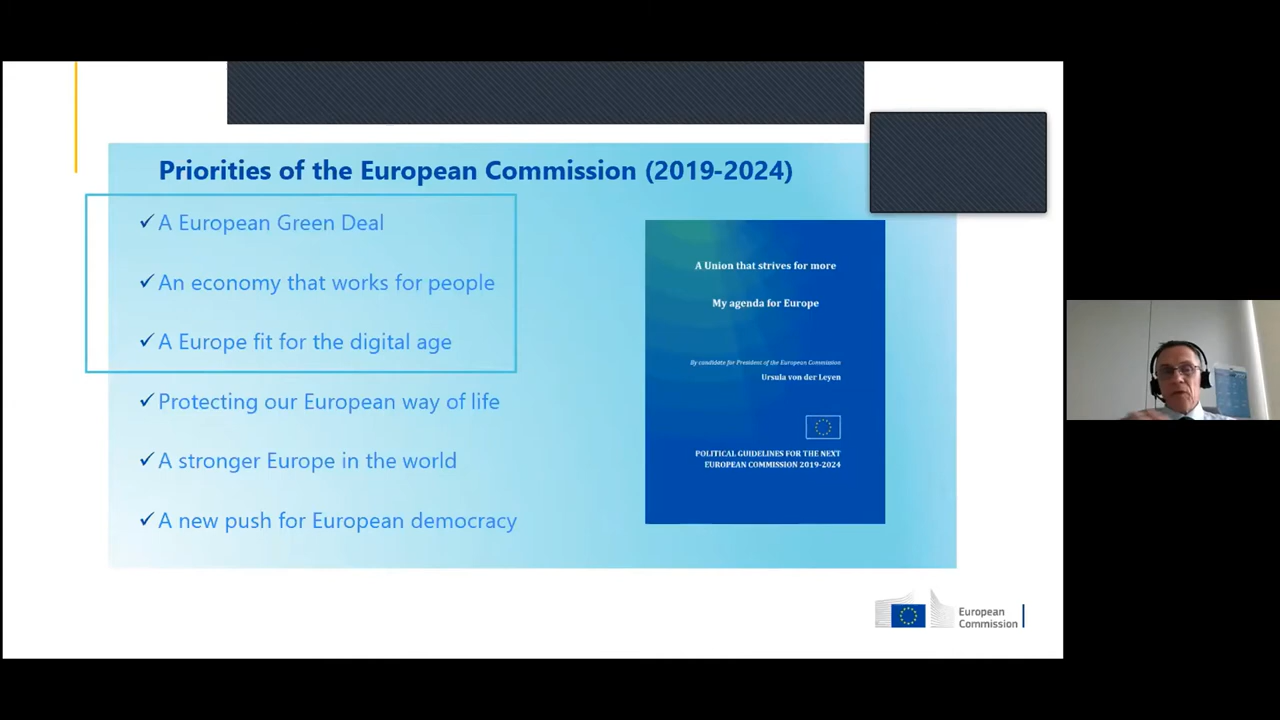 Priorities of the European Commission (2019-2024)
✓A European Green Deal
✓An economy that works for people
✓A Europe fit for the digital age
✓Protecting our European way of life
✓A stronger Europe in the world
✓A new push for European democracy
A Union that strives for more
My agenda for Europe
By candidate for President of the European Commission
Ursula von der Leyen
POLITICAL GUIDELINES FOR THE NEXT
EUROPEAN COMMISSION 2019-2024
European
Commission